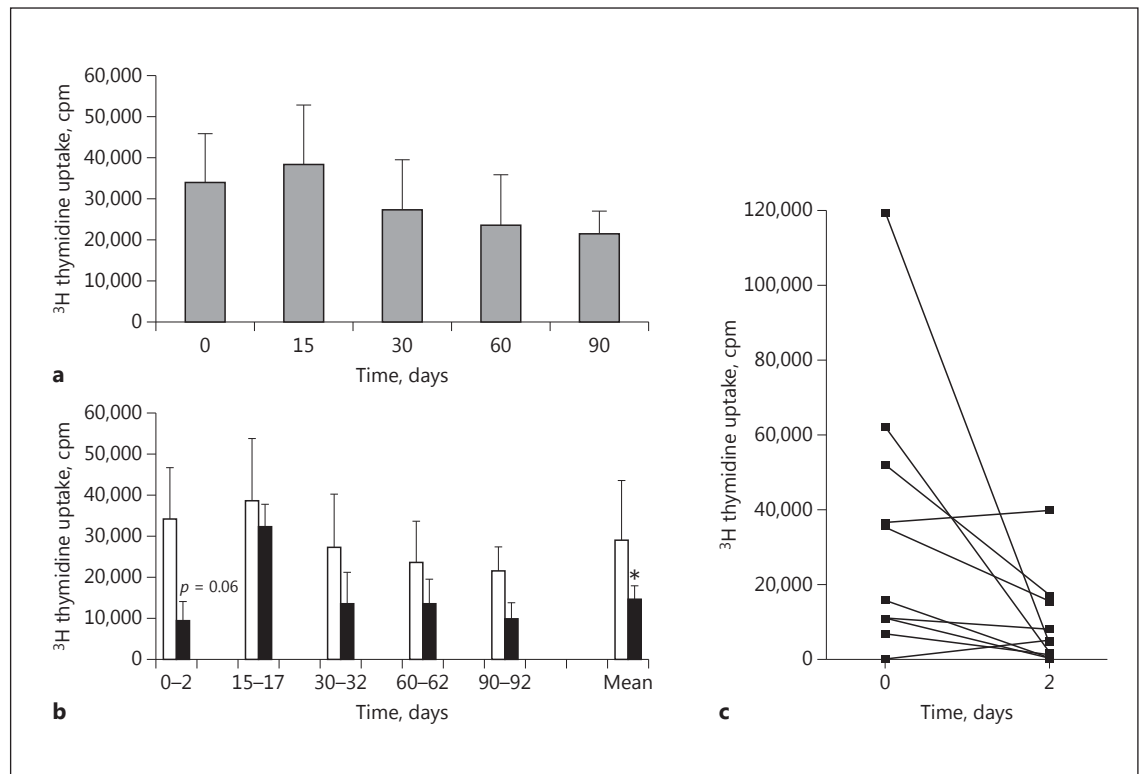 60,000
50,000
40,000
30,000
20,000
10,000
0
³H thymidine uptake, cpm
0 15 30 60 90
Time, days
a
60,000
50,000
40,000
30,000
20,000
10,000
0
³H thymidine uptake, cpm
p = 0.06
*
0–2 15–17 30–32 60–62 90–92 Mean
Time, days
b
120,000
100,000
80,000
60,000
40,000
20,000
0
³H thymidine uptake, cpm
0 2
Time, days
c